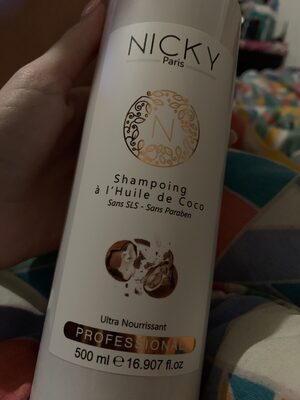 NICKY
Paris
N
Shampoing
à l'Huile de Coco
Sans SLS - Sans Paraben
Ultra Nourrissant
PROFESSIONAL
500 ml e 16.907 fl.oz